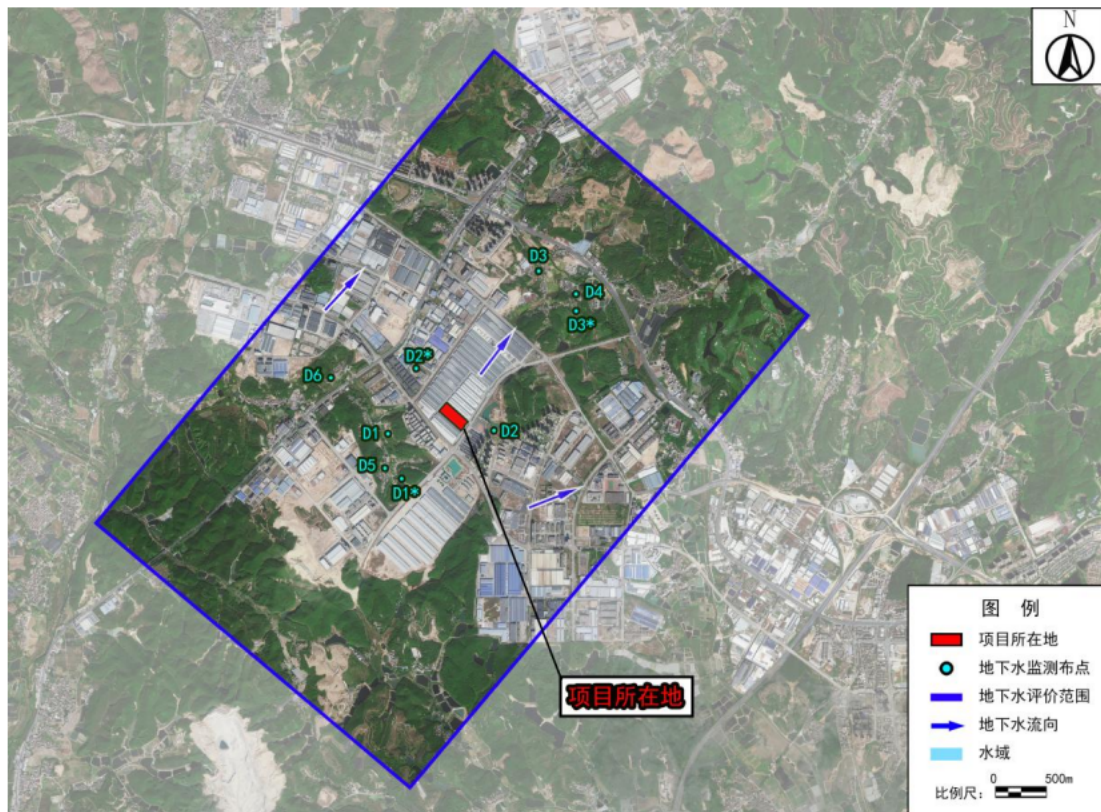 N
D3
D4
D3*
D2*
D6
D1
D2
D5
D1*
项目所在地
图 例
项目所在地
地下水监测布点
地下水评价范围
地下水流向
水域
0 500m
比例尺: